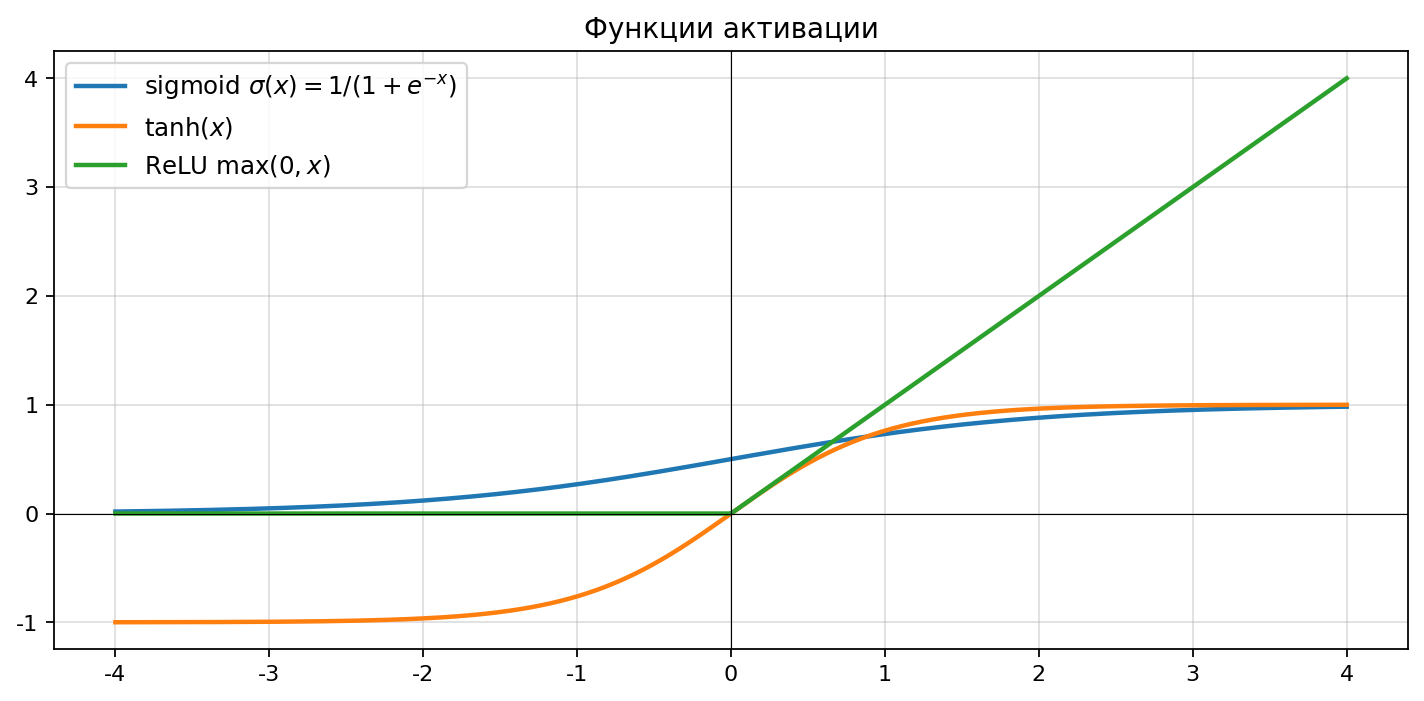 Функции активации
sigmoid σ(x) = 1/(1 + e^{-x})
tanh(x)
ReLU max(0, x)
4
3
2
1
0
-1
-4 -3 -2 -1 0 1 2 3 4